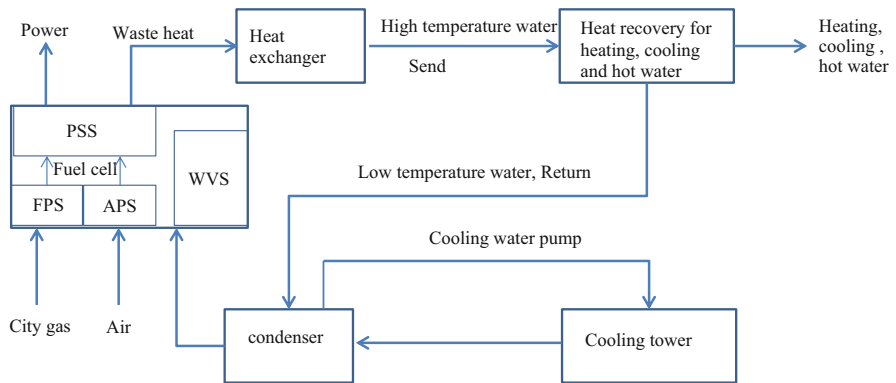 Power
Waste heat
Heat
exchanger
High temperature water
Send
Heat recovery for
heating, cooling
and hot water
Heating,
cooling ,
hot water
PSS
Fuel cell
WVS
FPS
APS
Low temperature water, Return
Cooling water pump
City gas
Air
condenser
Cooling tower